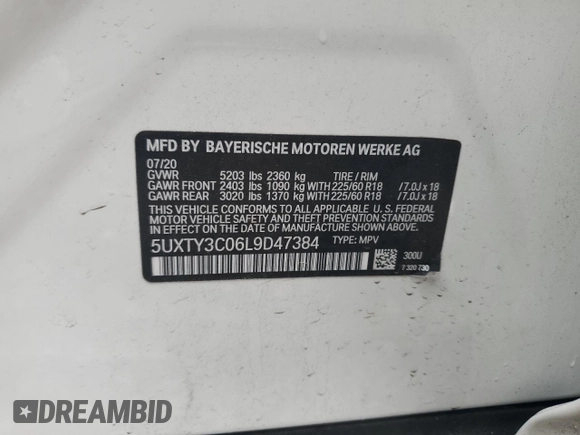 MFD BY BAYERISCHE MOTOREN WERKE AG
07/20
GVWR 5203 lbs 2360 kg TIRE / RIM
GAWR FRONT 2403 lbs 1090 kg WITH 225/60 R18 /7.0J x 18
GAWR REAR 3020 lbs 1370 kg WITH 225/60 R18 /7.0J x 18
THIS VEHICLE CONFORMS TO ALL APPLICABLE U.S. FEDERAL
MOTOR VEHICLE SAFETY AND THEFT PREVENTION STANDARDS
IN EFFECT ON THE DATE OF MANUFACTURE SHOWN ABOVE.
5UXTY3C06L9D47384 TYPE: MPV
300U
7 320 730
DREAMBID